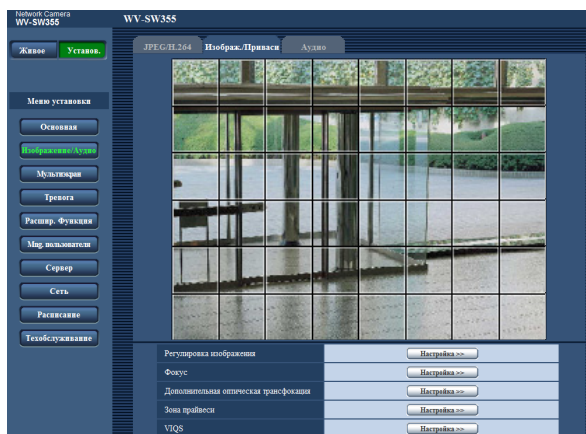 Network Camera
WV-SW355
WV-SW355
Живое Установ.
JPEG/H.264 Изображ./Приваси Аудио
Меню установки
Основная
Изображение/Аудио
Мультиэкран
Тревога
Расшир. Функция
Mng. пользователя
Сервер
Сеть
Расписание
Техобслуживание
Регулировка изображения Настройка >>
Фокус Настройка >>
Дополнительная оптическая трансфокация Настройка >>
Зона прайвеси Настройка >>
VIQS Настройка >>